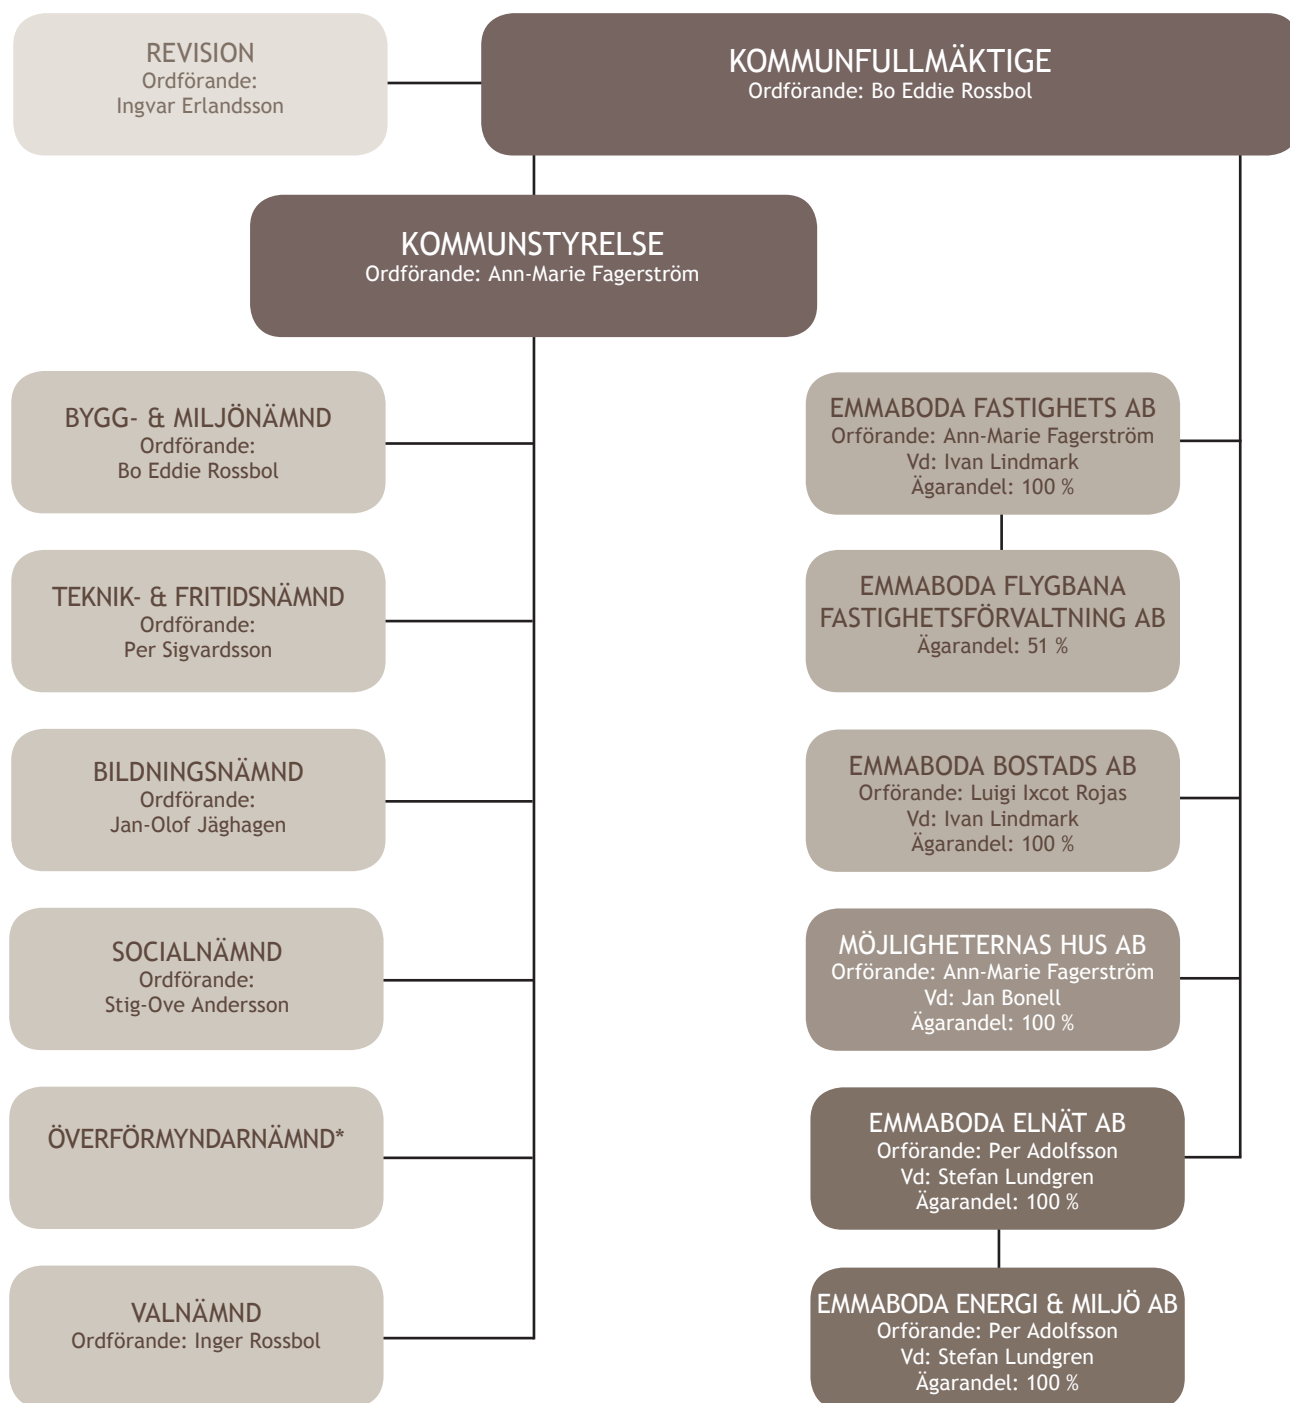 REVISION
Ordförande:
Ingvar Erlandsson
KOMMUNFULLMÄKTIGE
Ordförande: Bo Eddie Rossbol
KOMMUNSTYRELSE
Ordförande: Ann-Marie Fagerström
BYGG- & MILJÖNÄMND
Ordförande:
Bo Eddie Rossbol
TEKNIK- & FRITIDSNÄMND
Ordförande:
Per Sigvardsson
BILDNINGSNÄMND
Ordförande:
Jan-Olof Jäghagen
SOCIALNÄMND
Ordförande:
Stig-Ove Andersson
ÖVERFÖRMYNDARNÄMND*
VALNÄMND
Ordförande: Inger Rossbol
EMMABODA FASTIGHETS AB
Orförande: Ann-Marie Fagerström
Vd: Ivan Lindmark
Ägarandel: 100 %
EMMABODA FLYGBANA
FASTIGHETSFÖRVALTNING AB
Ägarandel: 51 %
EMMABODA BOSTADS AB
Orförande: Luigi Ixcot Rojas
Vd: Ivan Lindmark
Ägarandel: 100 %
MÖJLIGHETERNAS HUS AB
Orförande: Ann-Marie Fagerström
Vd: Jan Bonell
Ägarandel: 100 %
EMMABODA ELNÄT AB
Orförande: Per Adolfsson
Vd: Stefan Lundgren
Ägarandel: 100 %
EMMABODA ENERGI & MILJÖ AB
Orförande: Per Adolfsson
Vd: Stefan Lundgren
Ägarandel: 100 %